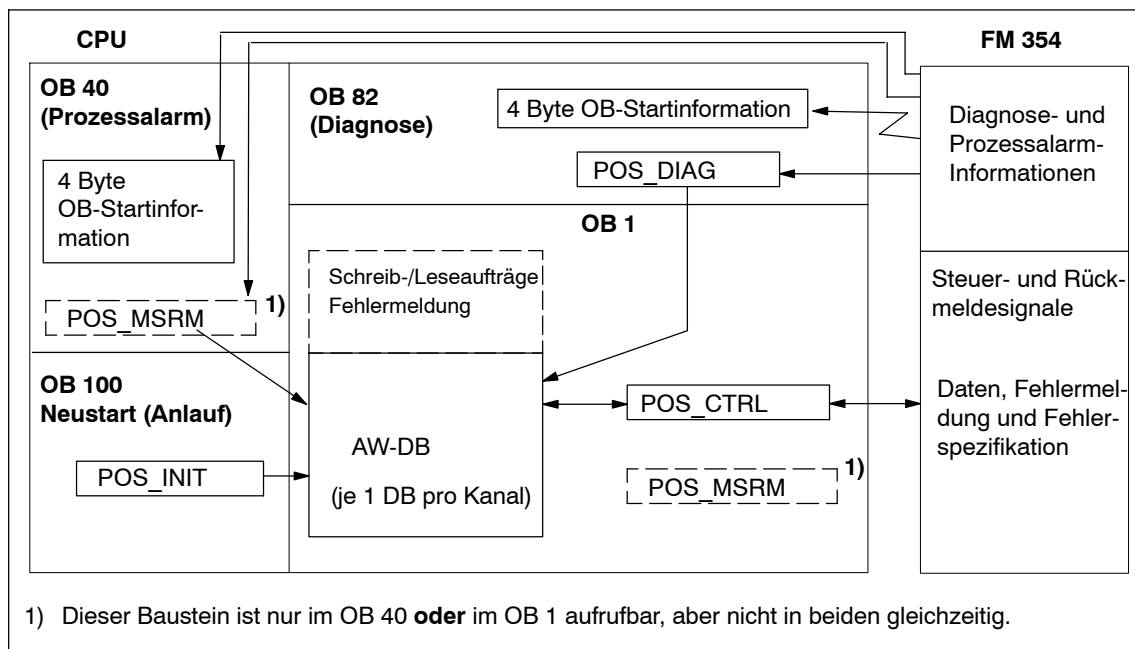 CPU
FM 354
OB 40
(Prozessalarm)
4 Byte
OB-Startinfor-
mation
POS_MSRM
1)
OB 82
(Diagnose)
4 Byte OB-Startinformation
POS_DIAG
Diagnose- und
Prozessalarm-
Informationen
OB 1
Schreib-/Leseaufträge
Fehlermeldung
Steuer- und Rück-
meldesignale
OB 100
Neustart (Anlauf)
POS_INIT
AW-DB
(je 1 DB pro Kanal)
POS_CTRL
POS_MSRM
1)
Daten, Fehlermel-
dung und Fehler-
spezifikation
1) Dieser Baustein ist nur im OB 40 oder im OB 1 aufrufbar, aber nicht in beiden gleichzeitig.